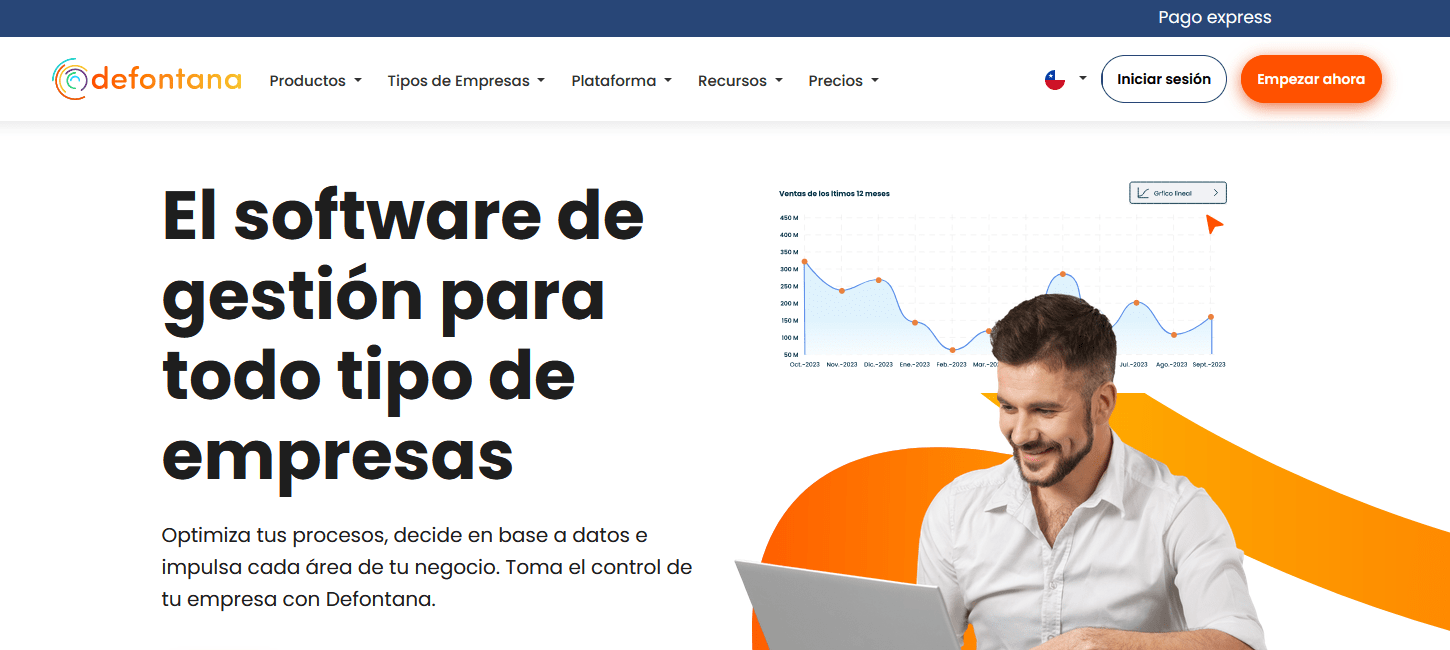 Pago express
defontana
Productos
Tipos de Empresas
Plataforma
Recursos
Precios
Iniciar sesión
Empezar ahora
El software de
gestión para
todo tipo de
empresas
Optimiza tus procesos, decide en base a datos e
impulsa cada área de tu negocio. Toma el control de
tu empresa con Defontana.
Ventas de los ltimos 12 meses
Grfico lineal
450 M
400 M
350 M
300 M
250 M
200 M
150 M
100 M
50 M
Oct.-2023 Nov.-2023 Dic.-2023 Ene.-2023 Feb.-2023 Mar.-20 Jul.-2023 Ago.-2023 Sept.-2023